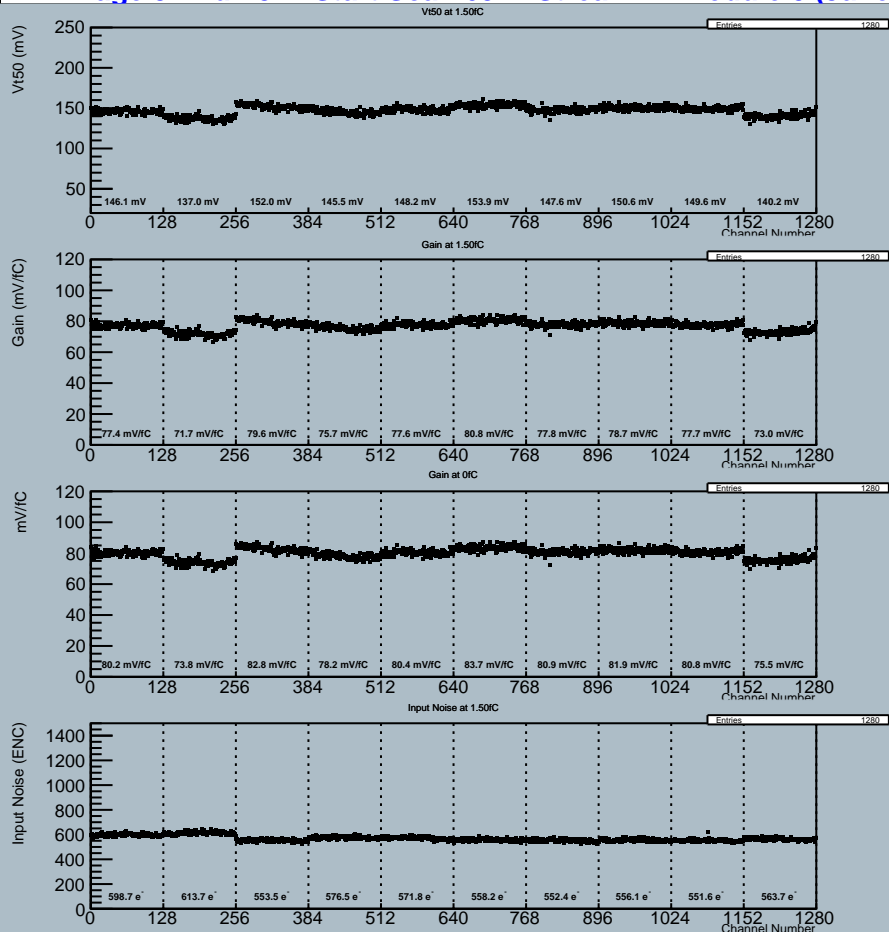 Vt50 at 1.50fC
Entries 1280
Vt50 (mV)
250
200
150
100
50
146.1 mV 137.0 mV 152.0 mV 145.5 mV 148.2 mV 153.9 mV 147.6 mV 150.6 mV 149.6 mV 140.2 mV
0 128 256 384 512 640 768 896 1024 1152 1280
Channel Number
Gain at 1.50fC
Entries 1280
Gain (mV/fC)
120
100
80
60
40
20
0
77.4 mV/fC 71.7 mV/fC 79.6 mV/fC 75.7 mV/fC 77.6 mV/fC 80.8 mV/fC 77.8 mV/fC 78.7 mV/fC 77.7 mV/fC 73.0 mV/fC
0 128 256 384 512 640 768 896 1024 1152 1280
Channel Number
Gain at 0fC
Entries 1280
mV/fC
120
100
80
60
40
20
0
80.2 mV/fC 73.8 mV/fC 82.8 mV/fC 78.2 mV/fC 80.4 mV/fC 83.7 mV/fC 80.9 mV/fC 81.9 mV/fC 80.8 mV/fC 75.5 mV/fC
0 128 256 384 512 640 768 896 1024 1152 1280
Channel Number
Input Noise at 1.50fC
Entries 1280
Input Noise (ENC)
1400
1200
1000
800
600
400
200
0
598.7 e⁻ 613.7 e⁻ 553.5 e⁻ 576.5 e⁻ 571.8 e⁻ 558.2 e⁻ 552.4 e⁻ 556.1 e⁻ 551.6 e⁻ 563.7 e⁻
0 128 256 384 512 640 768 896 1024 1152 1280
Channel Number